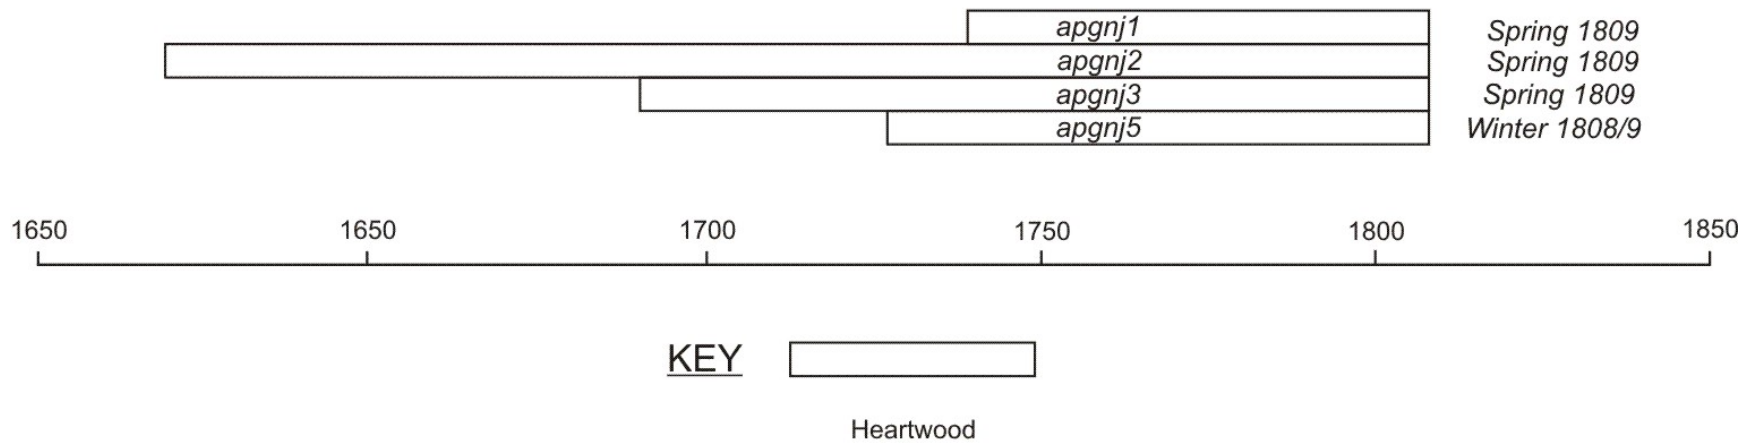 apgnj1 Spring 1809
apgnj2 Spring 1809
apgnj3 Spring 1809
apgnj5 Winter 1808/9
1650 1650 1700 1750 1800 1850
KEY
Heartwood